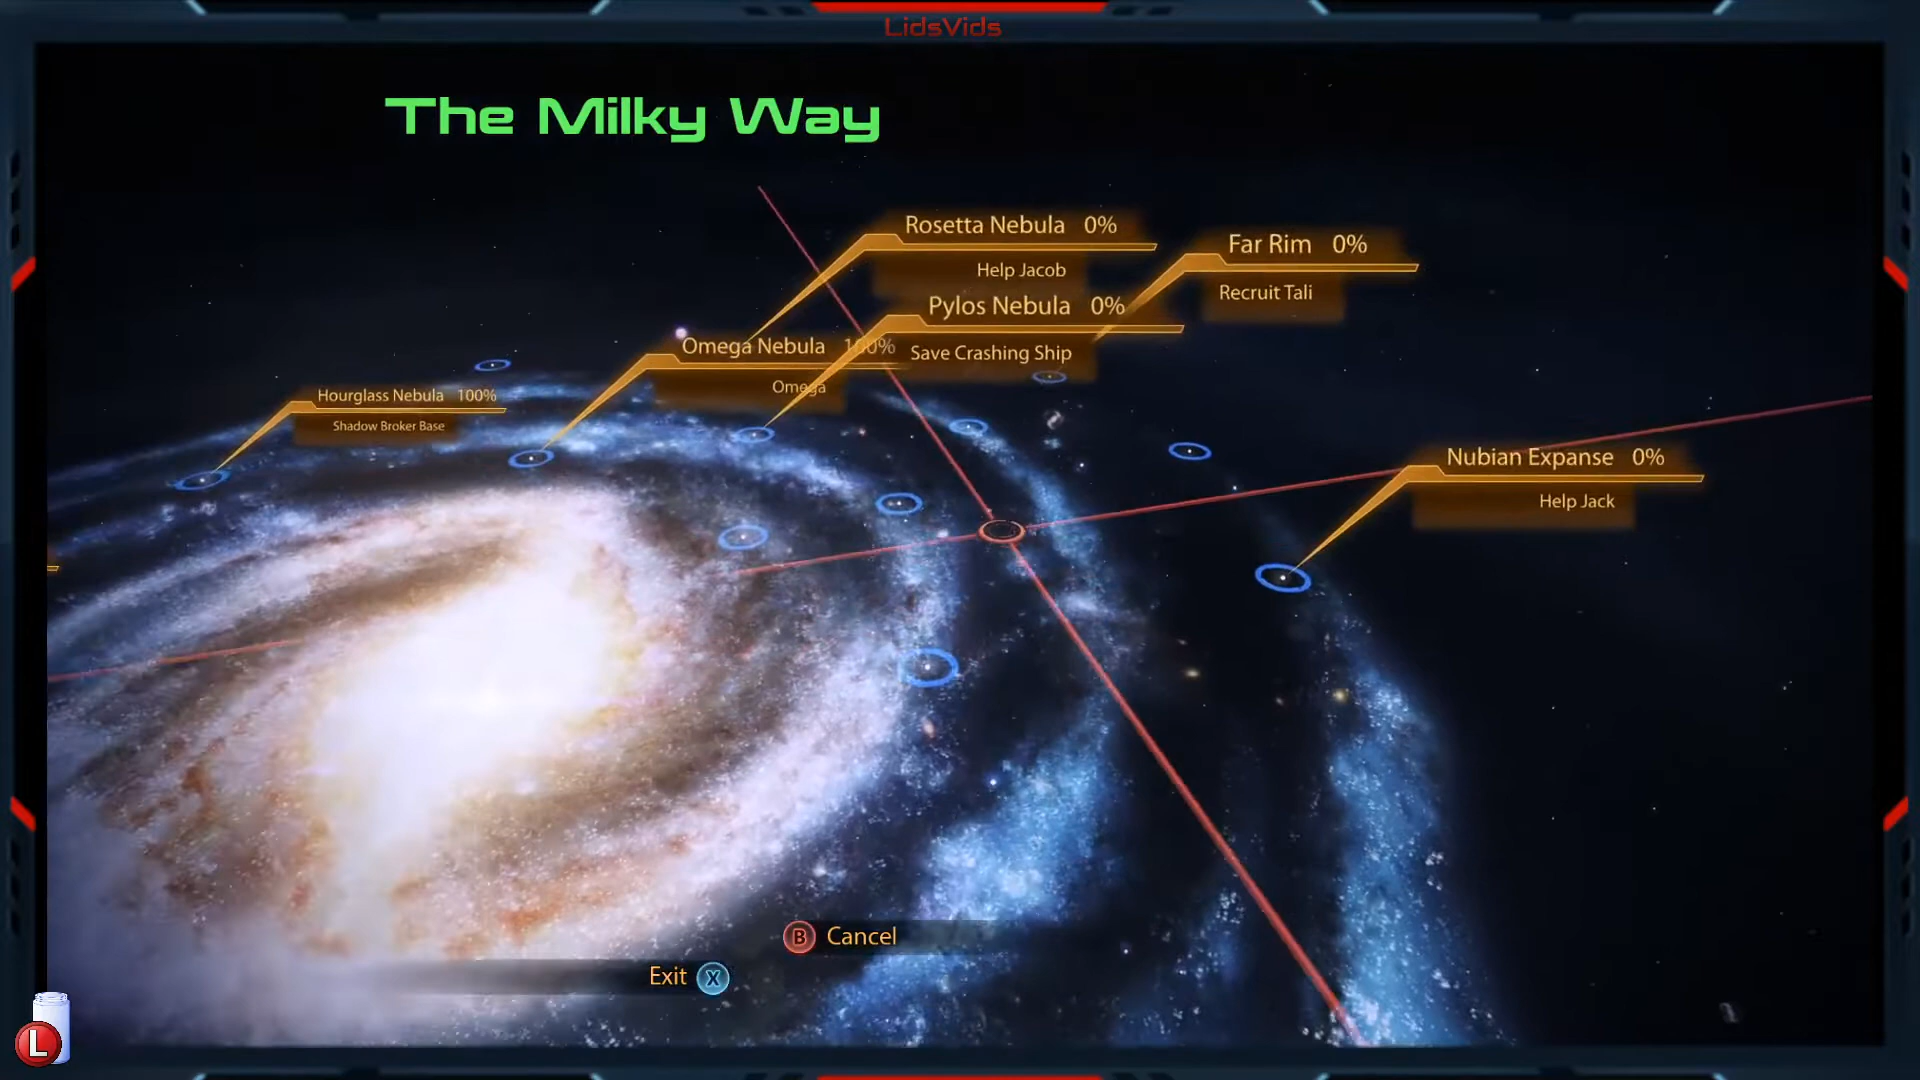 LidsVids
The Milky Way
Rosetta Nebula 0%
Help Jacob
Far Rim 0%
Recruit Tali
Pylos Nebula 0%
Save Crashing Ship
Omega Nebula 100%
Omega
Hourglass Nebula 100%
Shadow Broker Base
Nubian Expanse 0%
Help Jack
B Cancel
Exit X
L